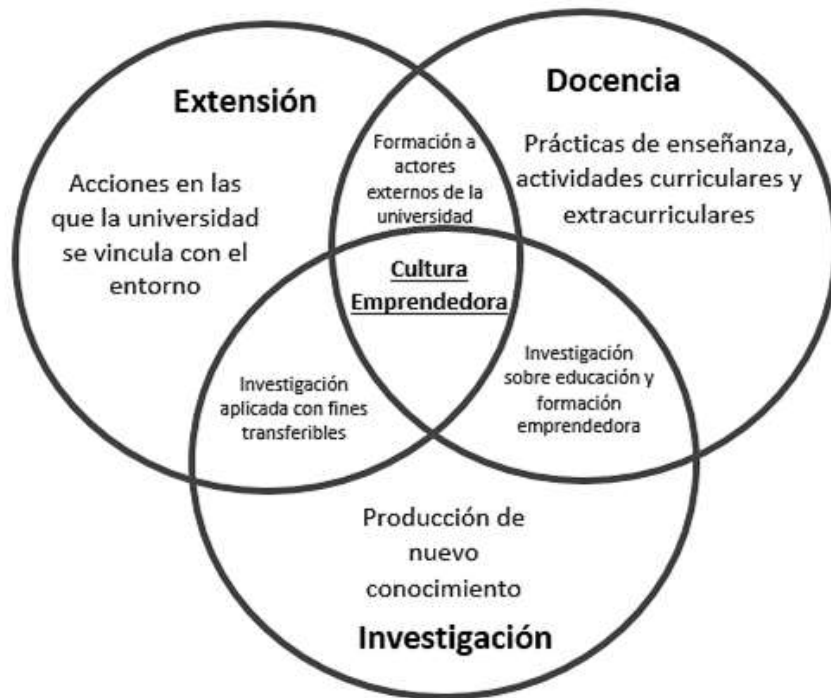 Extensión
Acciones en las
que la universidad
se vincula con el
entorno
Docencia
Prácticas de enseñanza,
actividades curriculares y
extracurriculares
Formación a
actores
externos de la
universidad
Cultura
Emprendedora
Investigación
aplicada con fines
transferibles
Investigación
sobre educación y
formación
emprendedora
Producción de
nuevo
conocimiento
Investigación